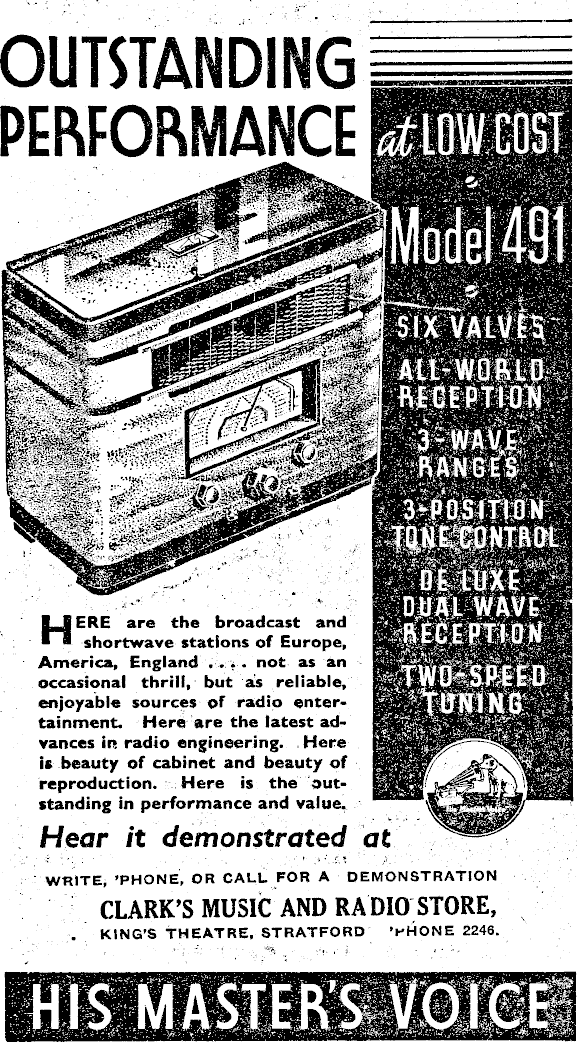 OUTSTANDING
PERFORMANCE
at LOW COST
Model 491
SIX VALVES
ALL-WORLD
RECEPTION
3-WAVE
RANGES
3-POSITION
TONE CONTROL
DE LUXE
DUAL WAVE
RECEPTION
TWO-SPEED
TUNING
HERE are the broadcast and
shortwave stations of Europe,
America, England .... not as an
occasional thrill, but as reliable,
enjoyable sources of radio enter-
tainment. Here are the latest ad-
vances in radio engineering. Here
is beauty of cabinet and beauty of
reproduction. Here is the out-
standing in performance and value.
Hear it demonstrated at
WRITE, 'PHONE, OR CALL FOR A DEMONSTRATION
CLARK'S MUSIC AND RADIO STORE,
KING'S THEATRE, STRATFORD 'PHONE 2246.
HIS MASTER'S VOICE